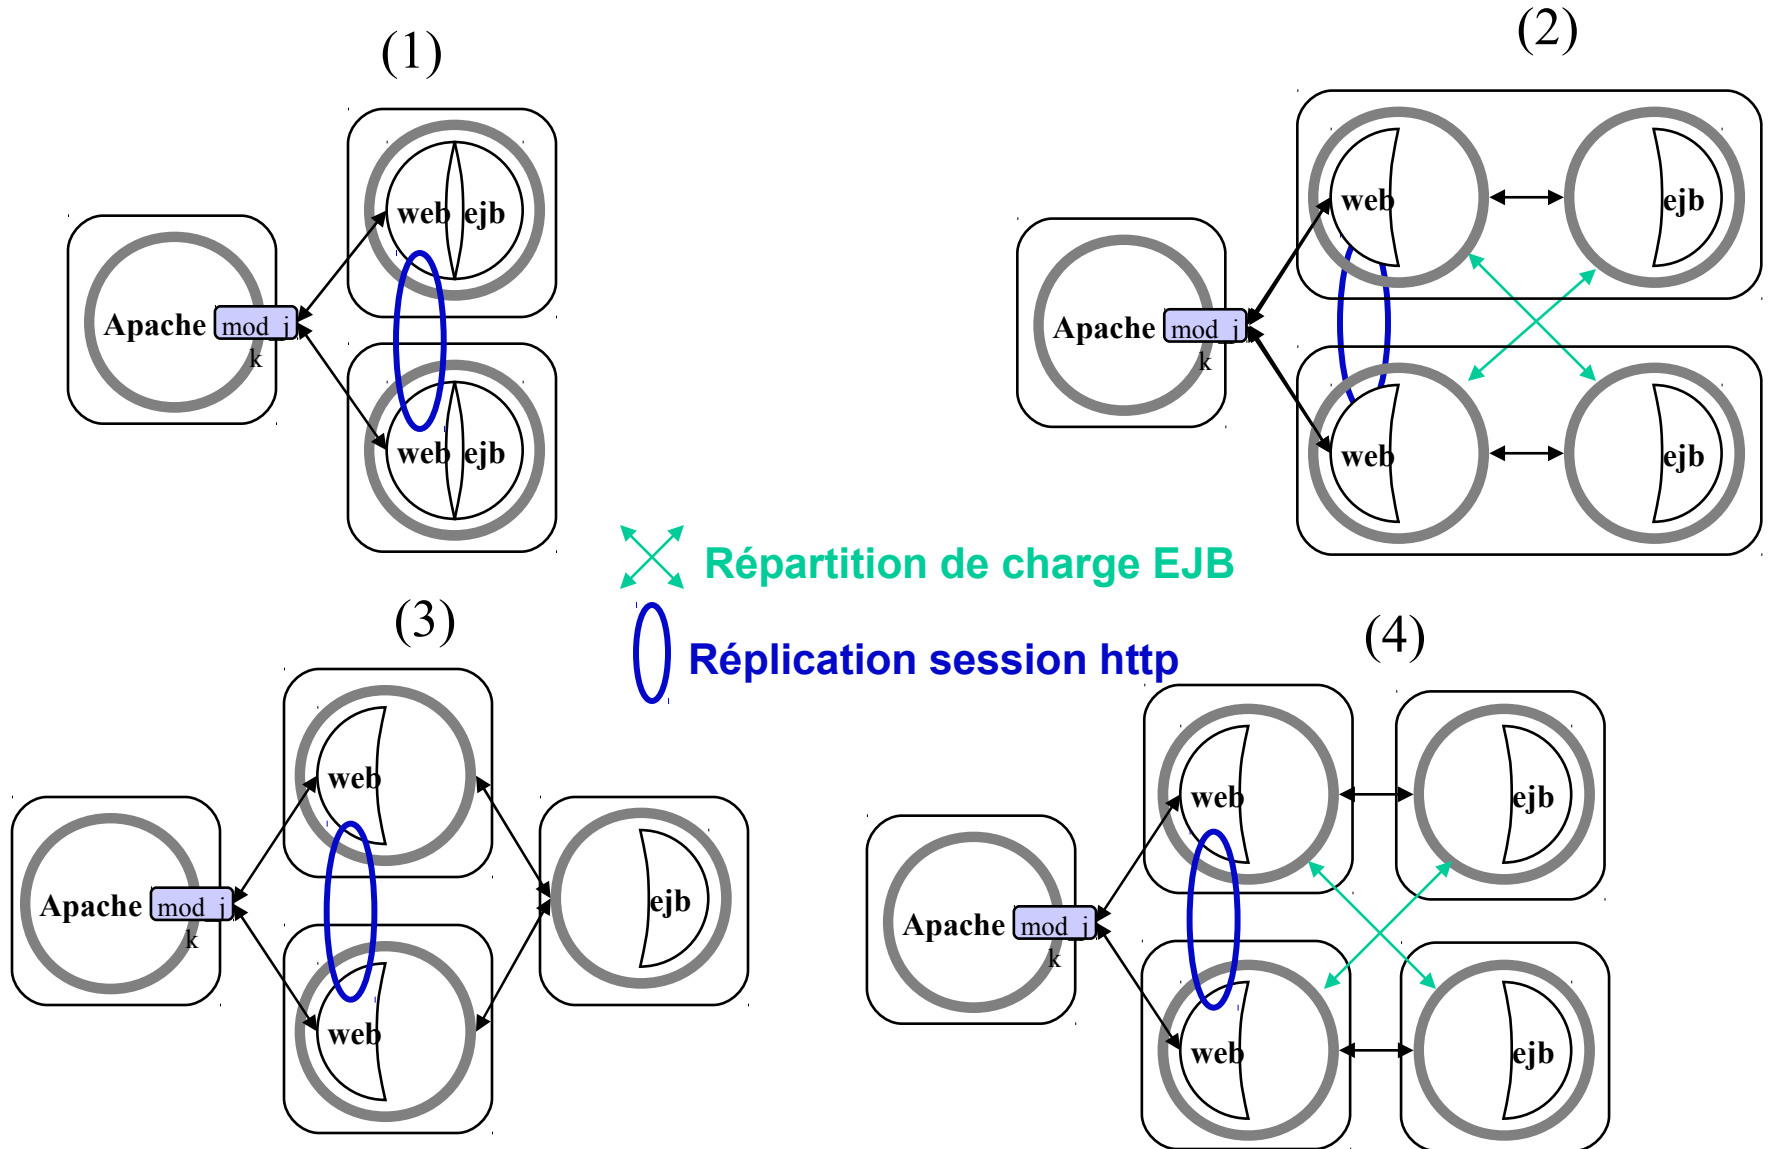 (1)
(2)
web ejb
web
ejb
Apache
mod_j
k
Apache
mod_j
k
web ejb
web
ejb
Répartition de charge EJB
(3)
Réplication session http
(4)
web
web
ejb
Apache
mod_j
k
ejb
Apache
mod_j
k
web
web
ejb